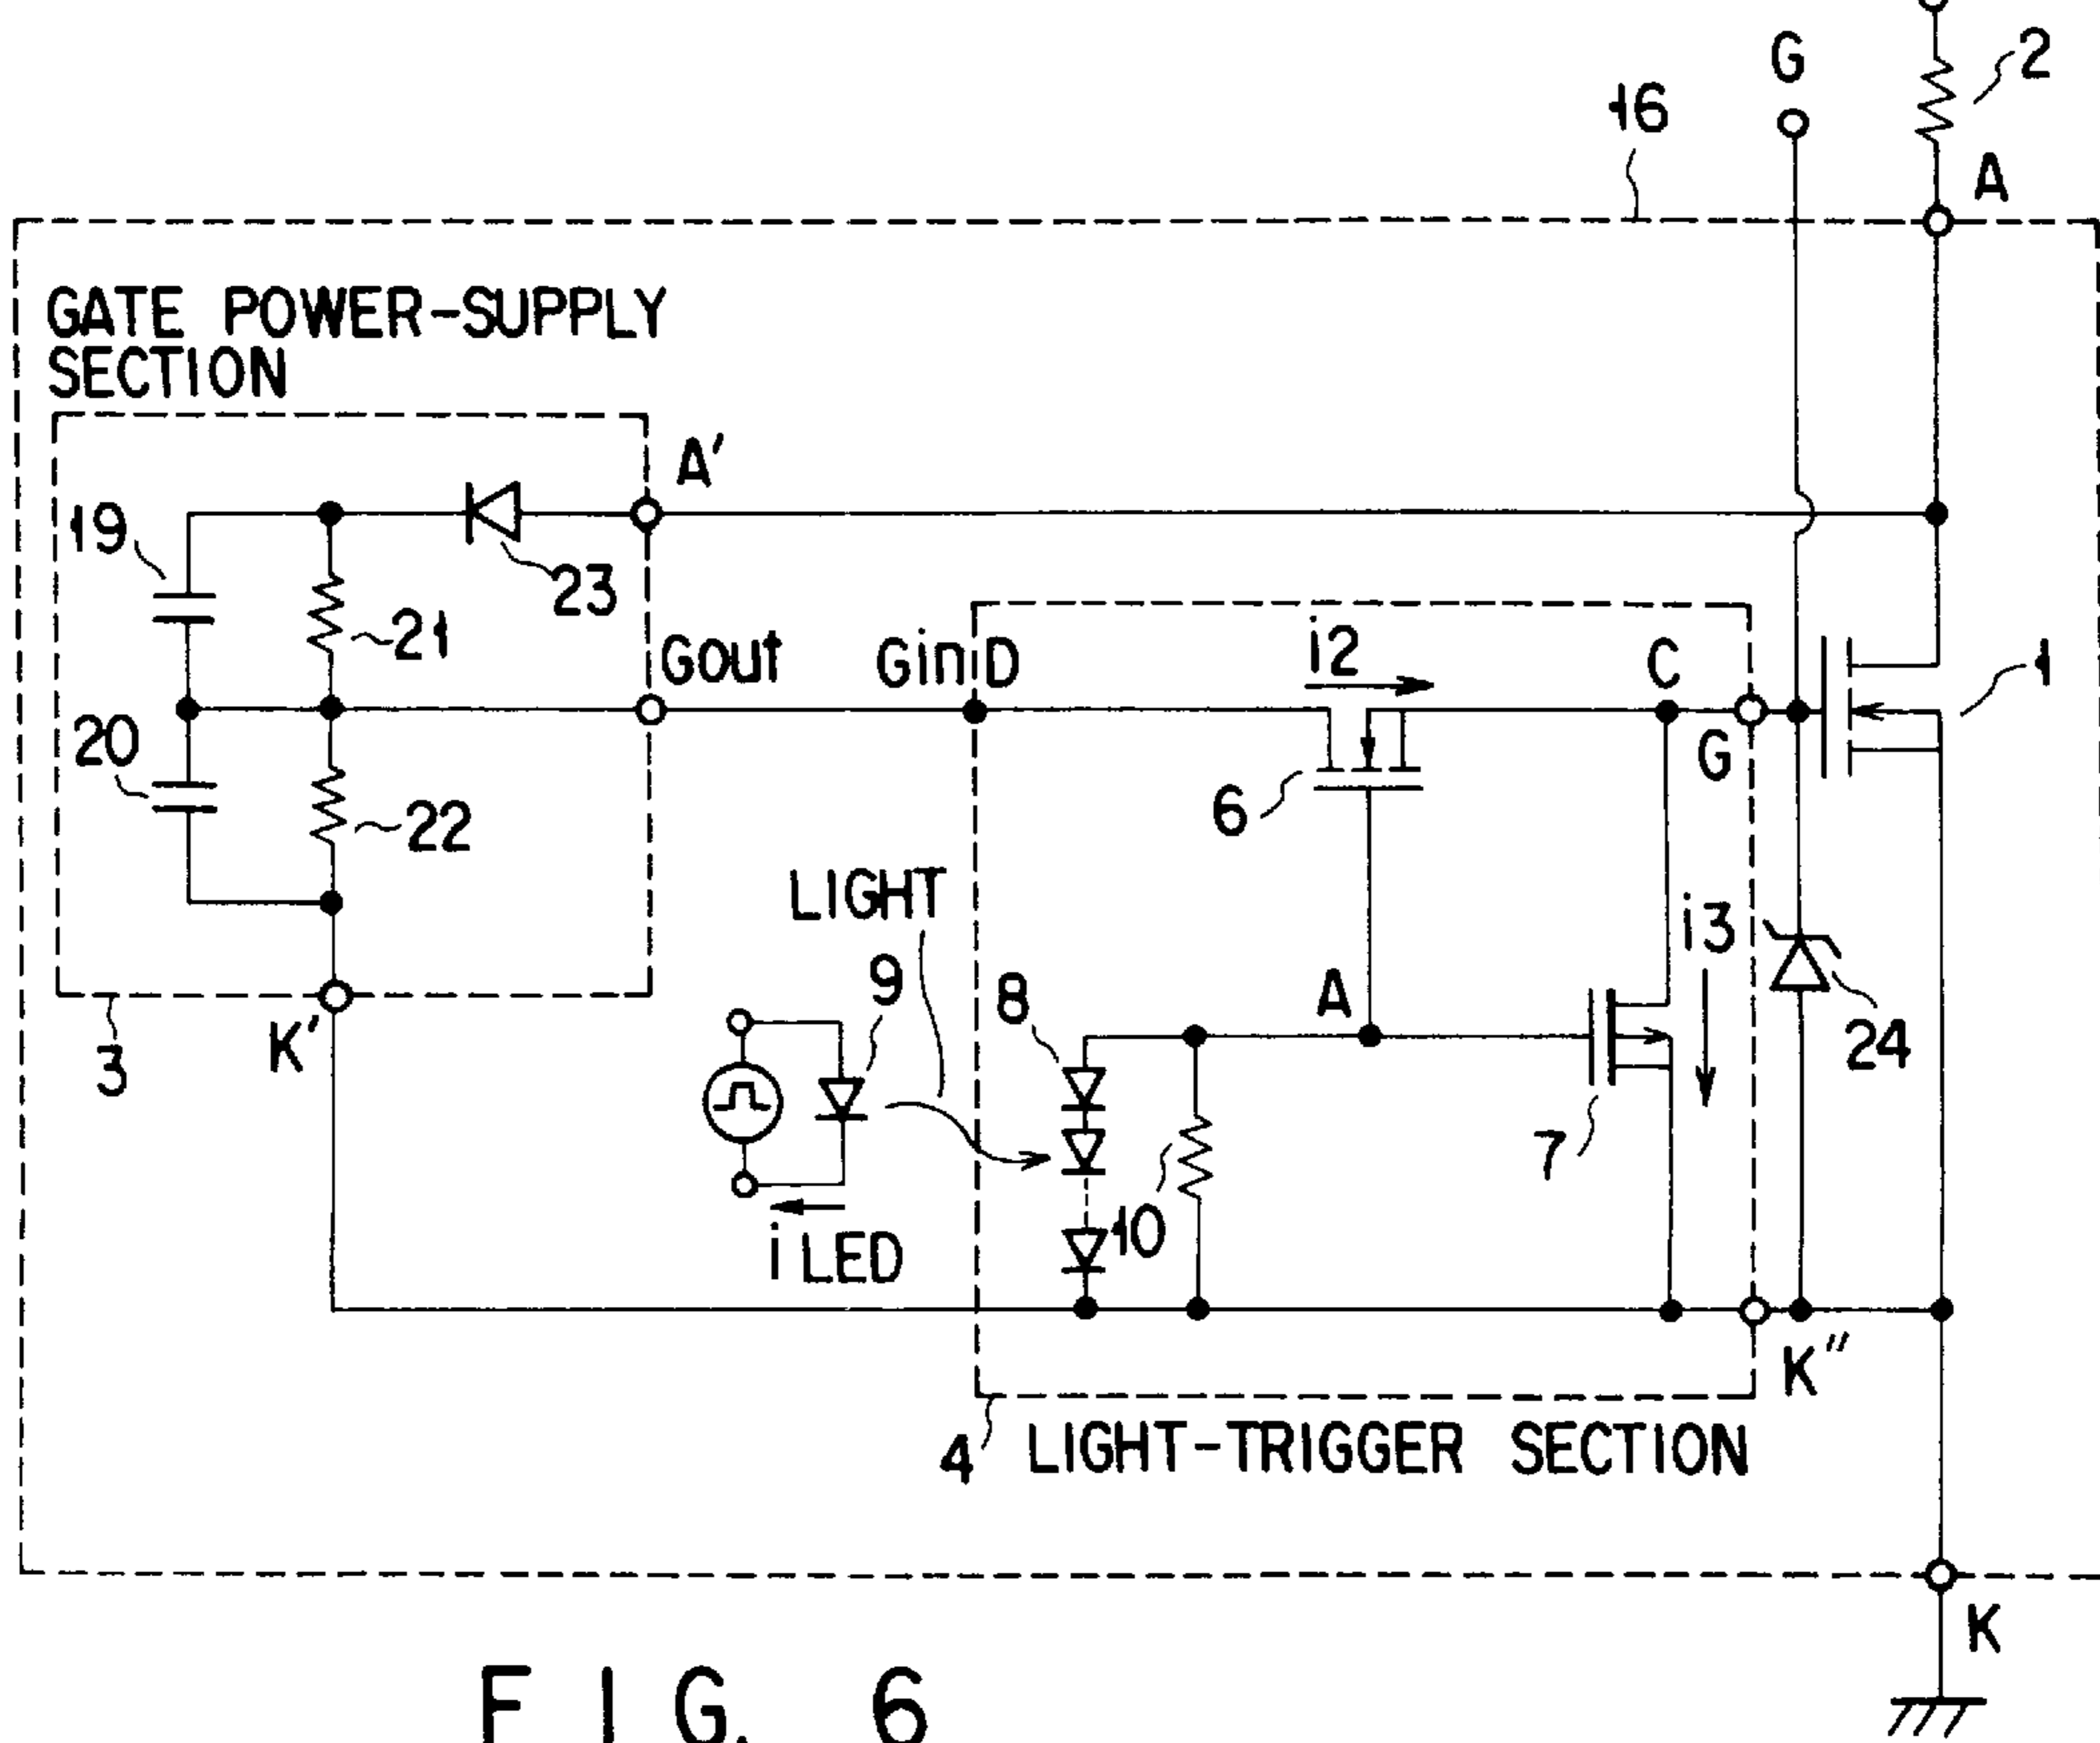 G
2
16
A
GATE POWER-SUPPLY
SECTION
A'
19
23
21
Gout
Gin D
i2
C
1
20
G
6
22
LIGHT
i3
9
8
A
K'
24
3
7
10
i LED
K"
4
LIGHT-TRIGGER SECTION
K
FIG. 6